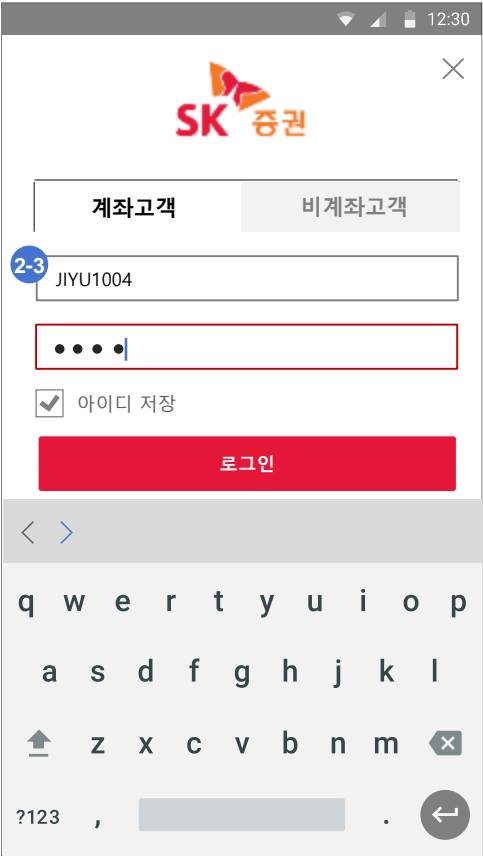 12:30
SK 증권
계좌고객 비계좌고객
2-3
JIYU1004
아이디 저장
로그인
q w e r t y u i o p
a s d f g h j k l
z x c v b n m
?123 , .